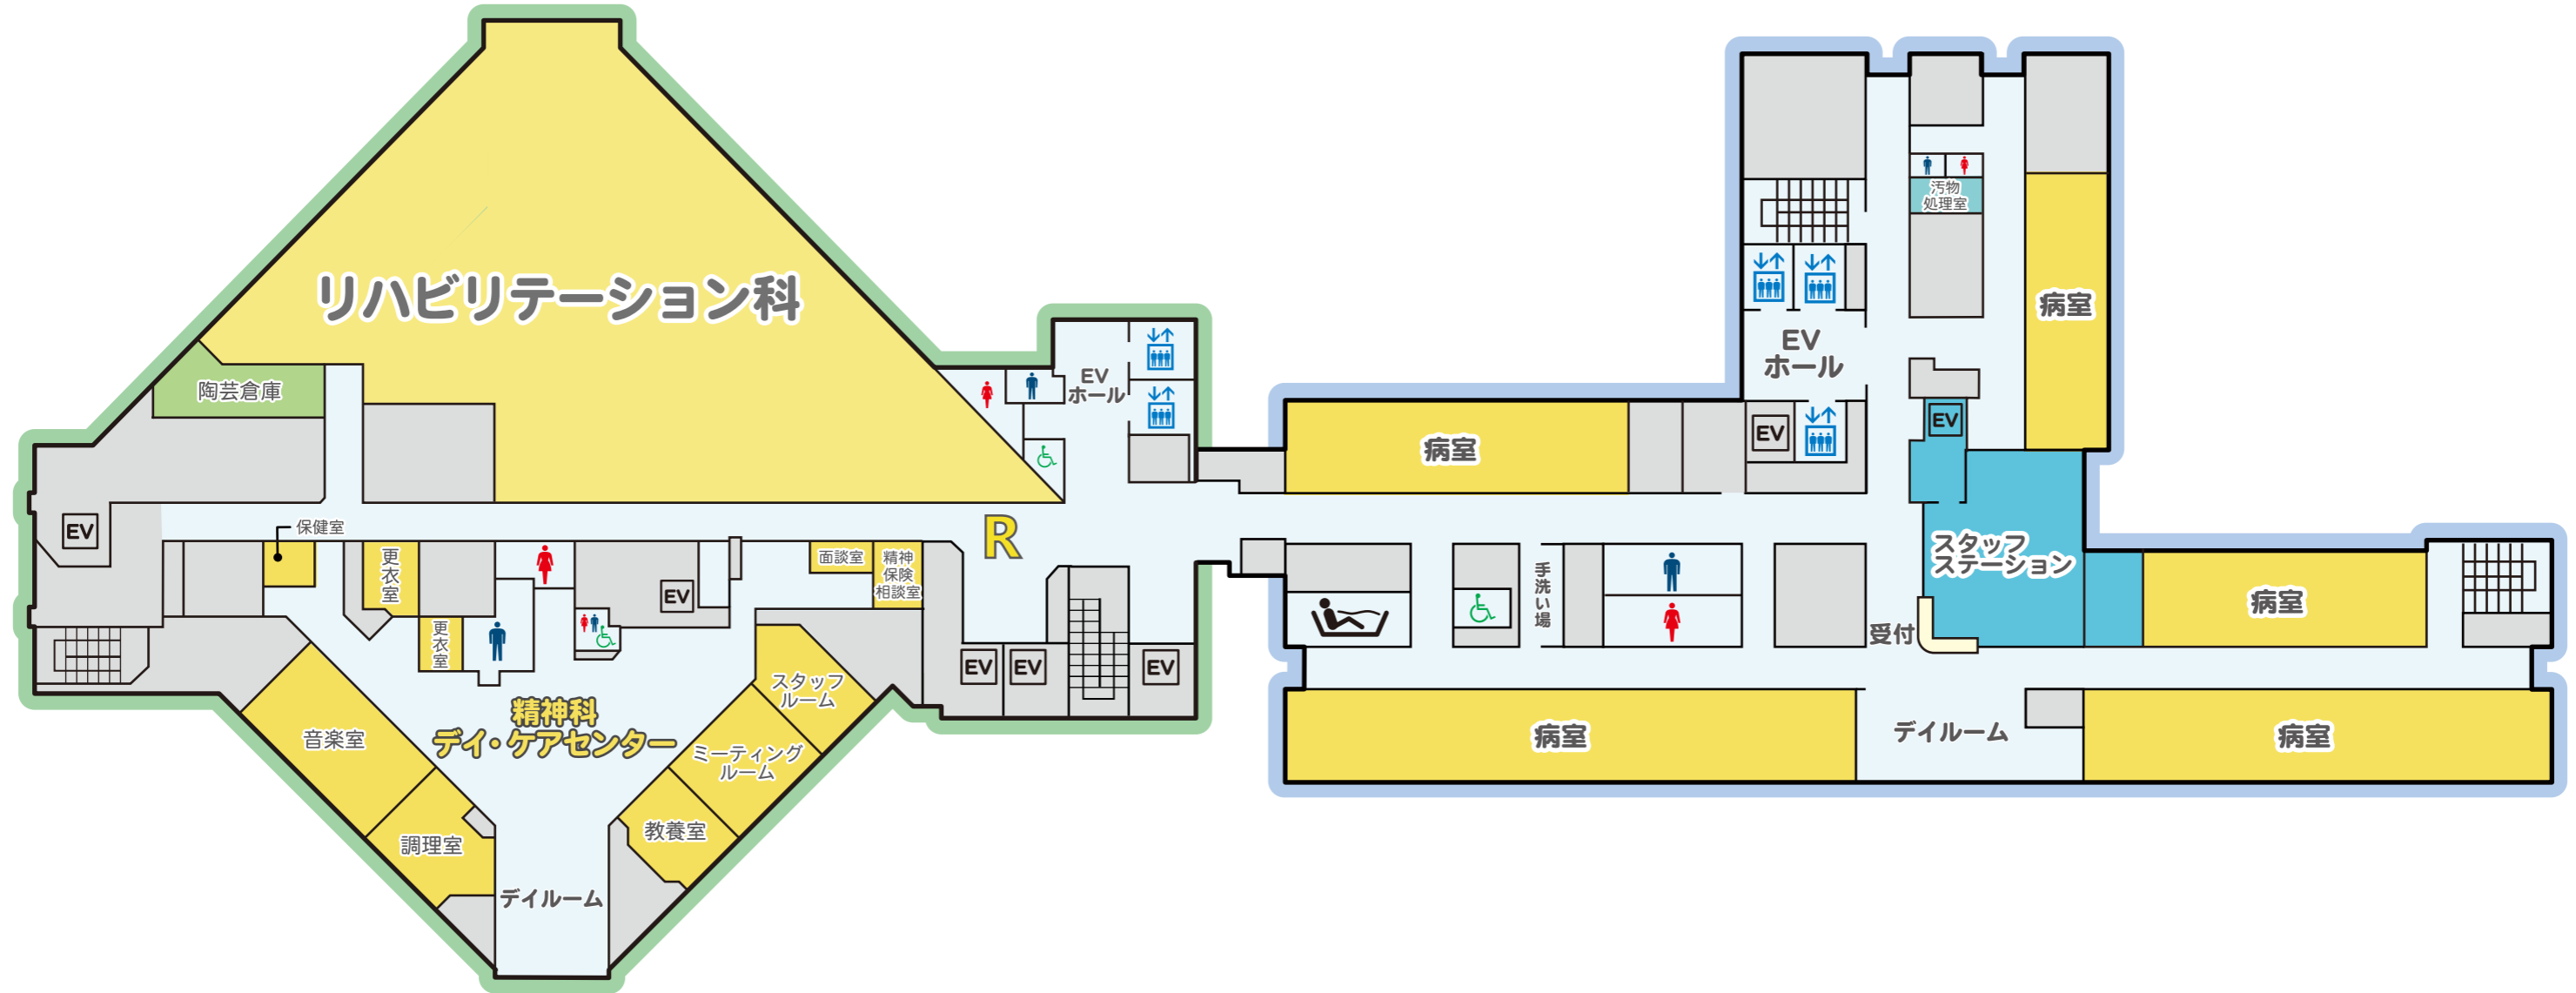 リハビリテーション科
陶芸倉庫
EV
ホール
EV
保健室
更衣室
更衣室
EV
面談室
精神
保険
相談室
R
スタッフ
ルーム
ミーティング
ルーム
教養室
精神科
デイ・ケアセンター
音楽室
調理室
デイルーム
EV
EV
EV
汚物
処理室
病室
EV
ホール
病室
EV
EV
スタッフ
ステーション
手洗い場
受付
病室
病室
デイルーム
病室